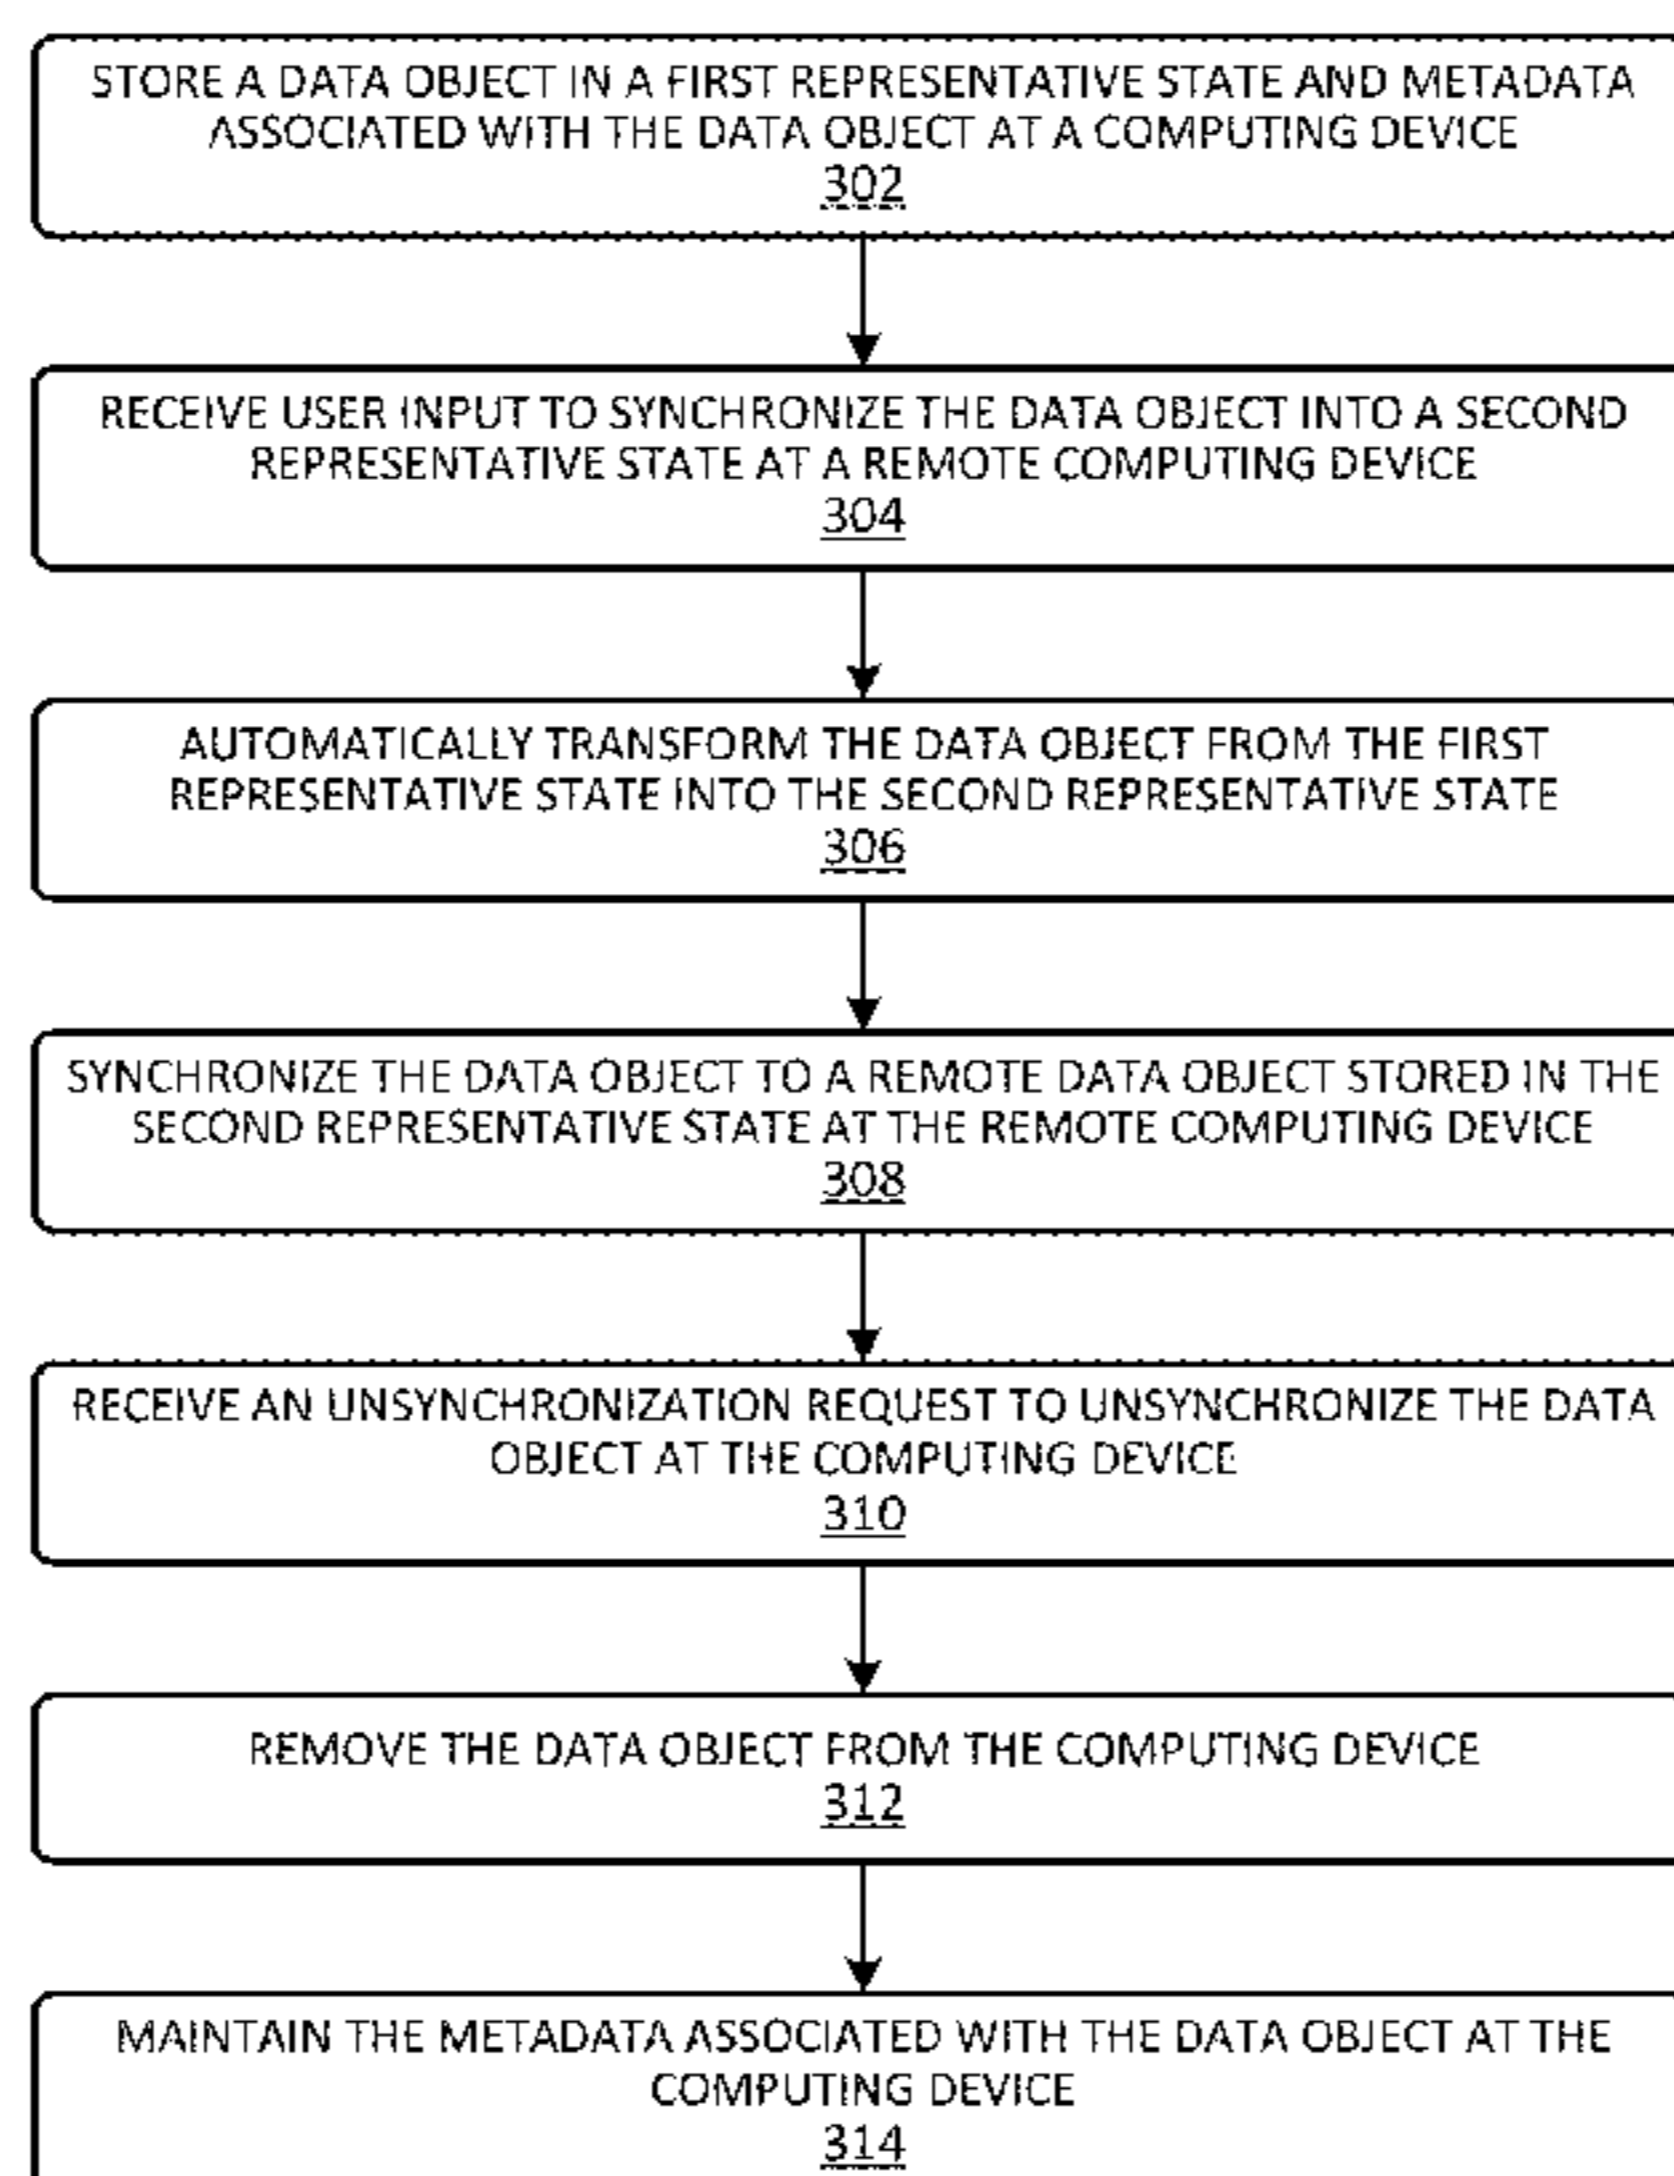 STORE A DATA OBJECT IN A FIRST REPRESENTATIVE STATE AND METADATA
ASSOCIATED WITH THE DATA OBJECT AT A COMPUTING DEVICE
302
RECEIVE USER INPUT TO SYNCHRONIZE THE DATA OBJECT INTO A SECOND
REPRESENTATIVE STATE AT A REMOTE COMPUTING DEVICE
304
AUTOMATICALLY TRANSFORM THE DATA OBJECT FROM THE FIRST
REPRESENTATIVE STATE INTO THE SECOND REPRESENTATIVE STATE
306
SYNCHRONIZE THE DATA OBJECT TO A REMOTE DATA OBJECT STORED IN THE
SECOND REPRESENTATIVE STATE AT THE REMOTE COMPUTING DEVICE
308
RECEIVE AN UNSYNCHRONIZATION REQUEST TO UNSYNCHRONIZE THE DATA
OBJECT AT THE COMPUTING DEVICE
310
REMOVE THE DATA OBJECT FROM THE COMPUTING DEVICE
312
MAINTAIN THE METADATA ASSOCIATED WITH THE DATA OBJECT AT THE
COMPUTING DEVICE
314